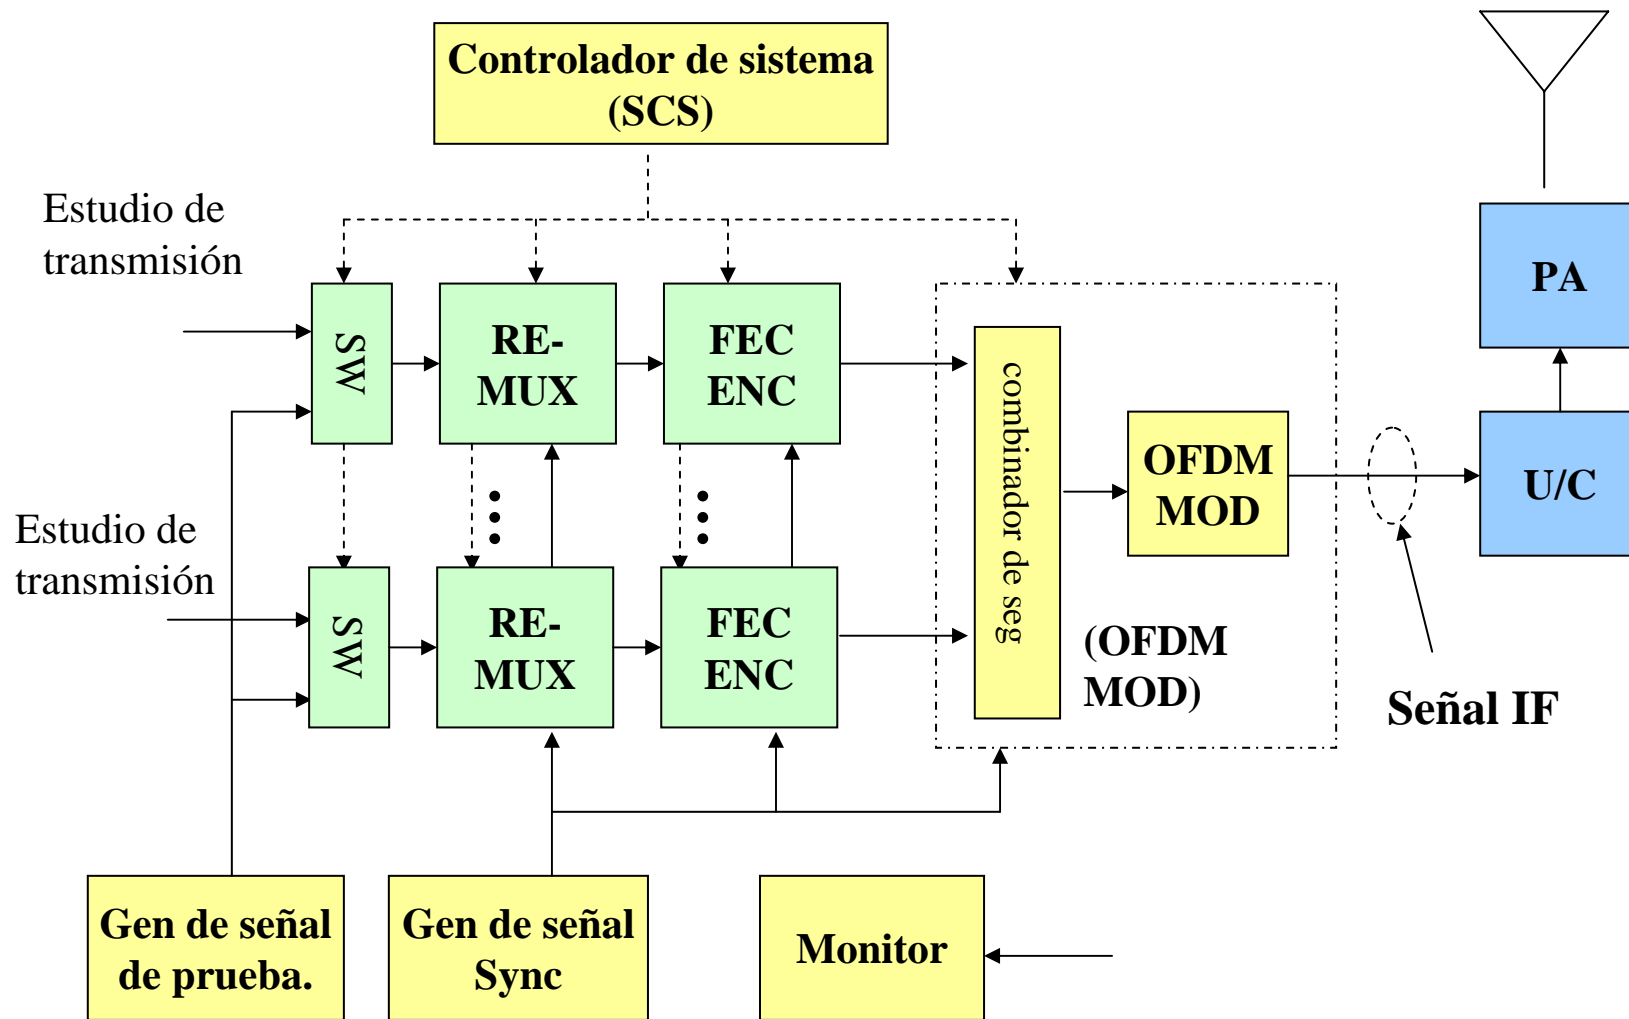 Controlador de sistema
(SCS)
Estudio de
transmisión
PA
SW
RE-
MUX
FEC
ENC
combinador de seg
OFDM
MOD
U/C
Estudio de
transmisión
SW
RE-
MUX
FEC
ENC
(OFDM
MOD)
Señal IF
Gen de señal
de prueba.
Gen de señal
Sync
Monitor